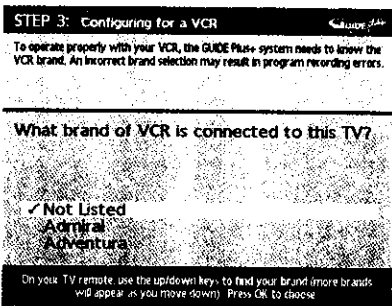 STEP 3: Configuring for a VCR
GUIDE Plus+
To operate properly with your VCR, the GUIDE Plus+ system needs to know the
VCR brand. An incorrect brand selection may result in program recording errors.
What brand of VCR is connected to this TV?
✓ Not Listed
Admiral
Adventura
On your TV remote, use the up/down keys to find your brand (more brands
will appear as you move down). Press OK to choose